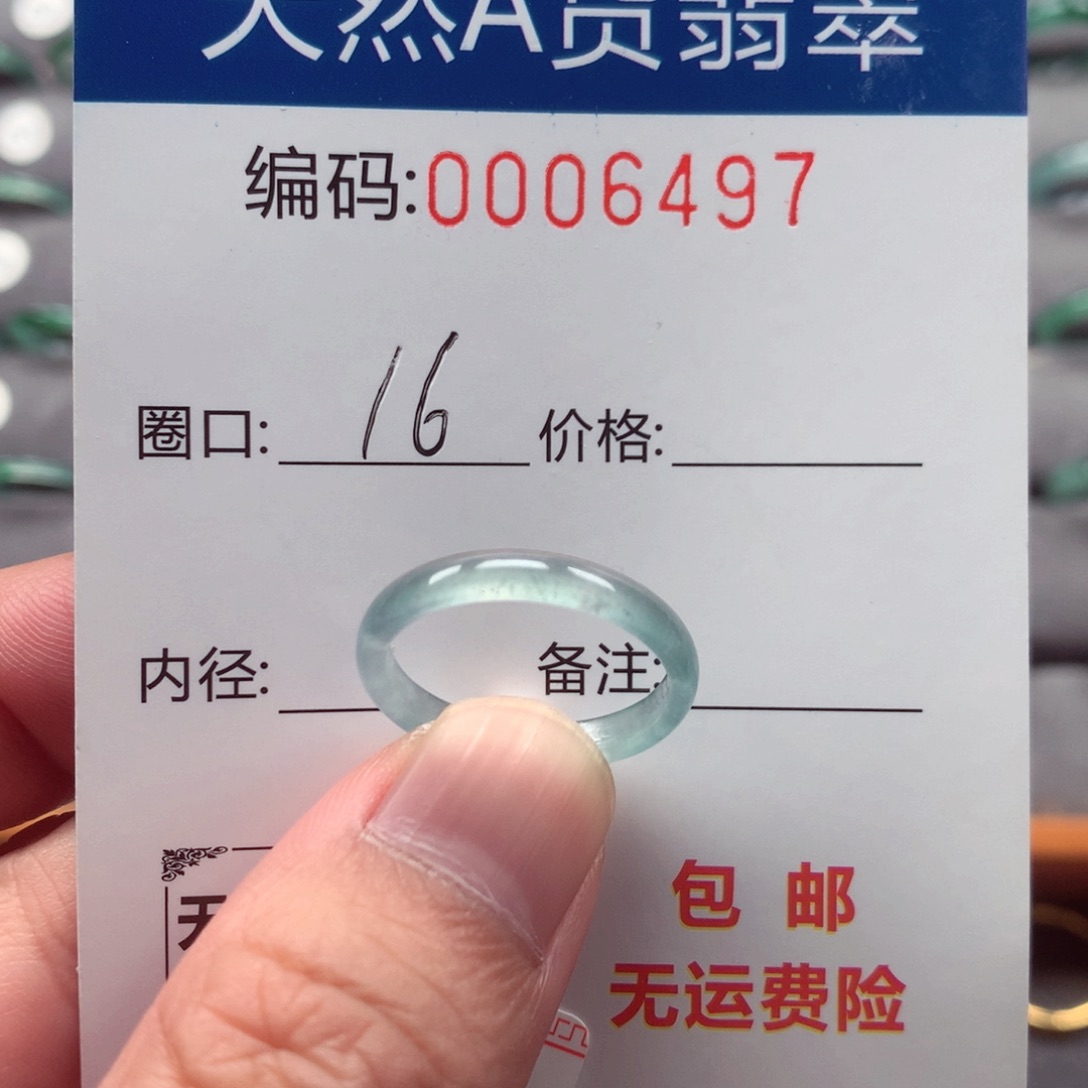 天然A货翡翠
编码:0006497
圈口: 16 价格:
内径: 备注:
包 邮
无运费险